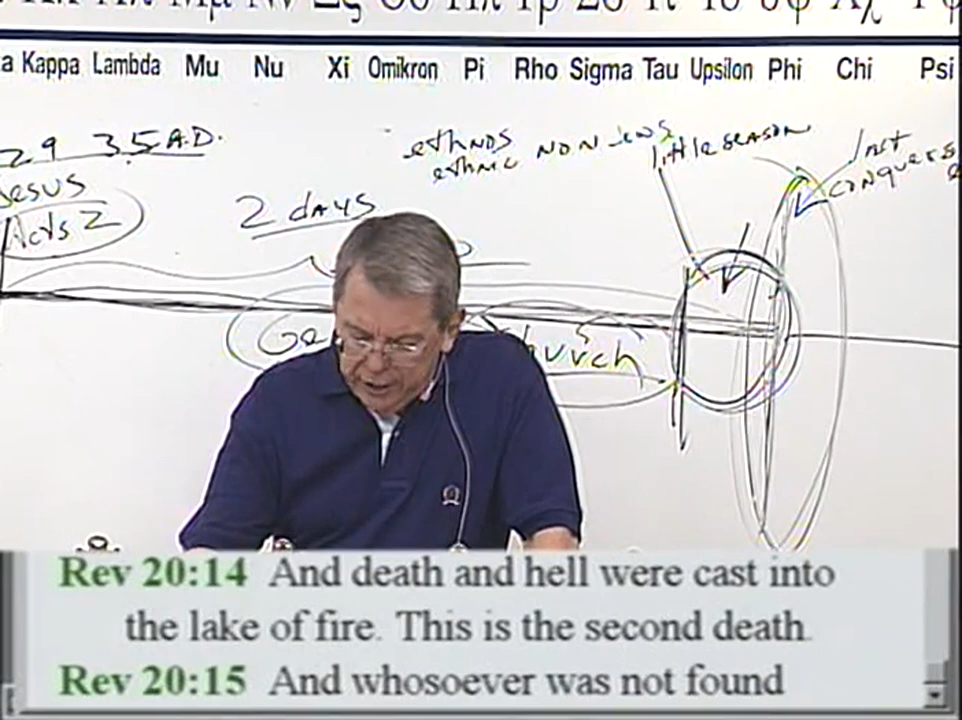 a Kappa Lambda Mu Nu Xi Omikron Pi Rho Sigma Tau Upsilon Phi Chi Psi
29 35 A.D.
ethnos
ethnic NON
little season
last
Jesus
conquers
Acts 2
2 days
Ge church
Rev 20:14 And death and hell were cast into
the lake of fire. This is the second death.
Rev 20:15 And whosoever was not found